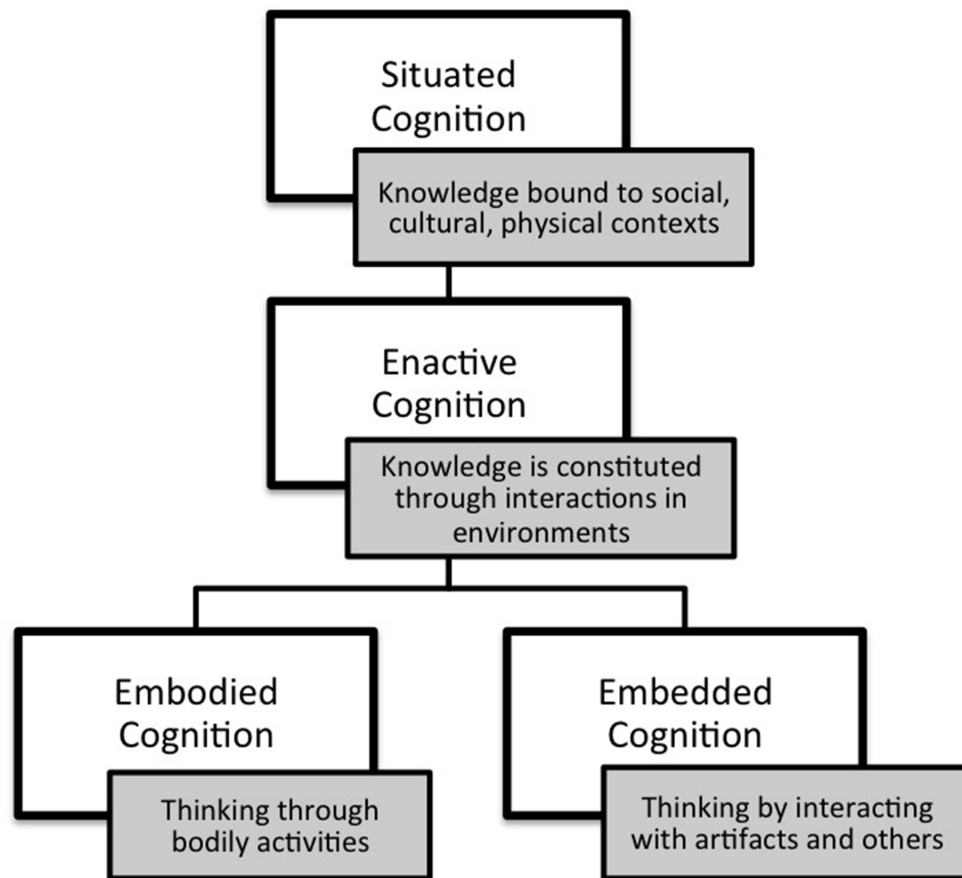 Situated
Cognition
Knowledge bound to social,
cultural, physical contexts
Enactive
Cognition
Knowledge is constituted
through interactions in
environments
Embodied
Cognition
Thinking through
bodily activities
Embedded
Cognition
Thinking by interacting
with artifacts and others